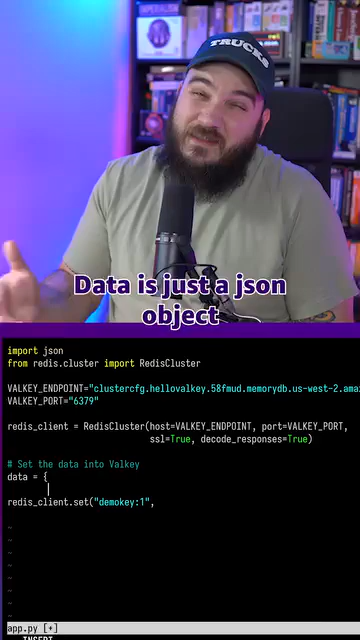 IMPERIALISM
TRUCKS
Data is just a json
object
import json
from redis.cluster import RedisCluster
VALKEY_ENDPOINT="clustercfg.hellovalkey.58fmud.memorydb.us-west-2.ama
VALKEY_PORT="6379"
redis_client = RedisCluster(host=VALKEY_ENDPOINT, port=VALKEY_PORT,
ssl=True, decode_responses=True)
# Set the data into Valkey
data = {
redis_client.set("demokey:1",
~
~
~
~
~
~
~
app.py [+]
-- INSERT --